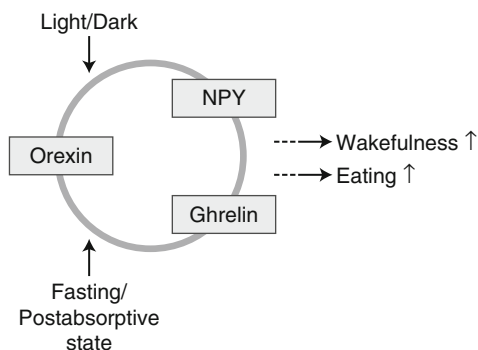 Light/Dark
NPY
Orexin
Wakefulness ↑
Eating ↑
Ghrelin
Fasting/
Postabsorptive
state